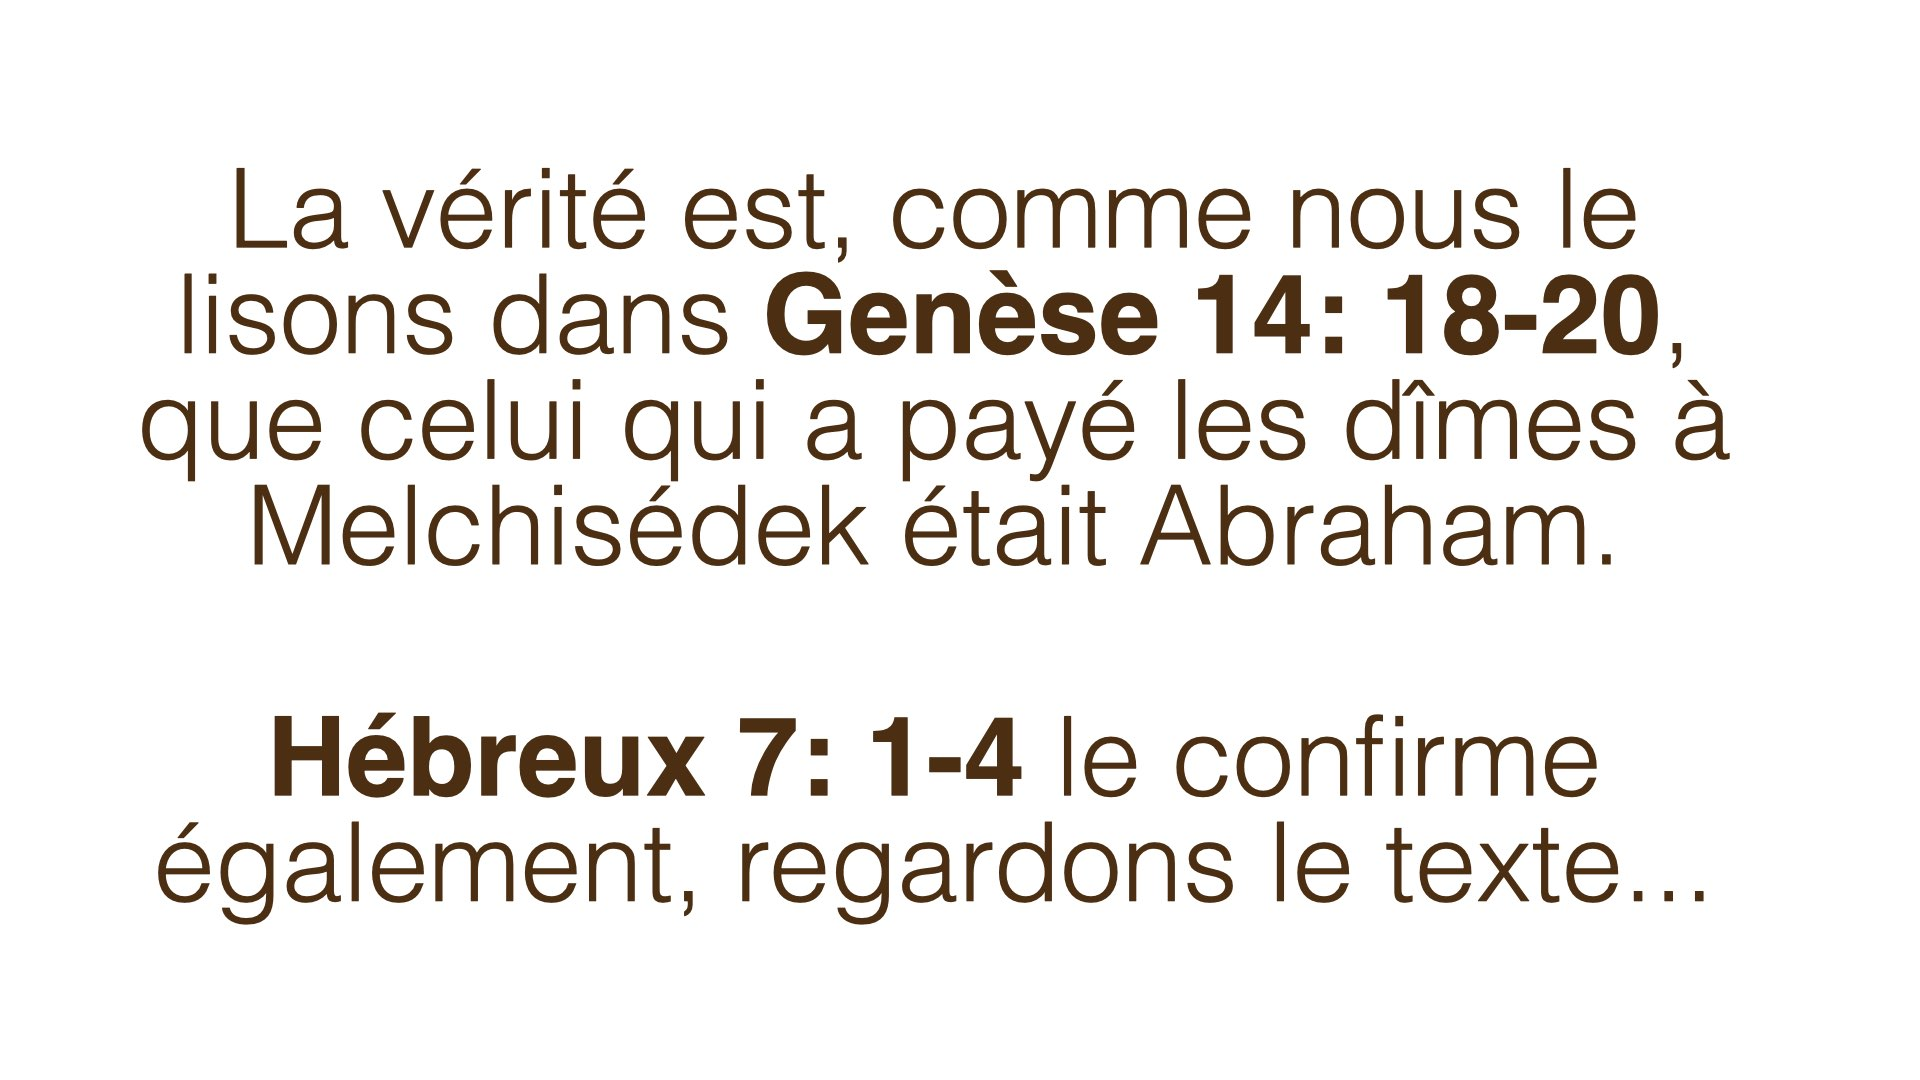 La vérité est, comme nous le
lisons dans Genèse 14: 18-20,
que celui qui a payé les dîmes à
Melchisédek était Abraham.
Hébreux 7: 1-4 le confirme
également, regardons le texte...